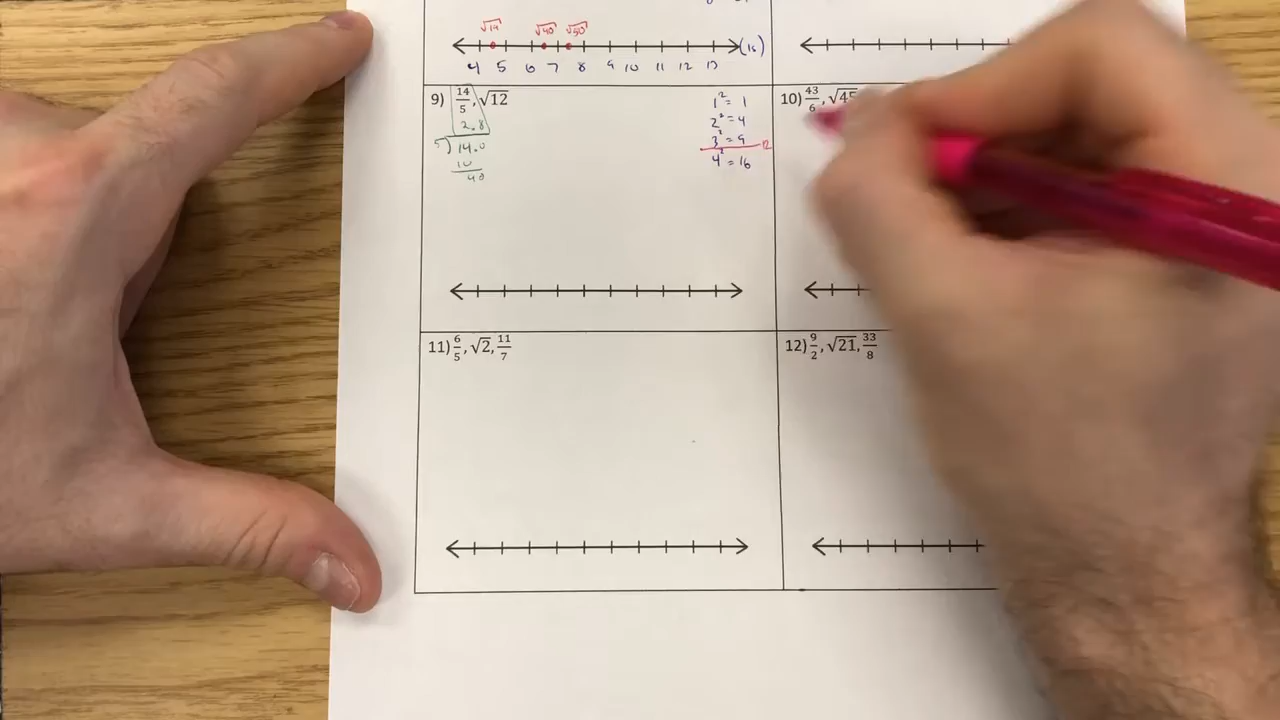 √14 √40 √50
4 5 6 7 8 9 10 11 12 13 (16)
9) 14/5, √12
2.8
5)14.0
10
40
1² = 1
2² = 4
3² = 9
12
4² = 16
10) 43/6, √45
11) 6/5, √2, 11/7
12) 9/2, √21, 33/8